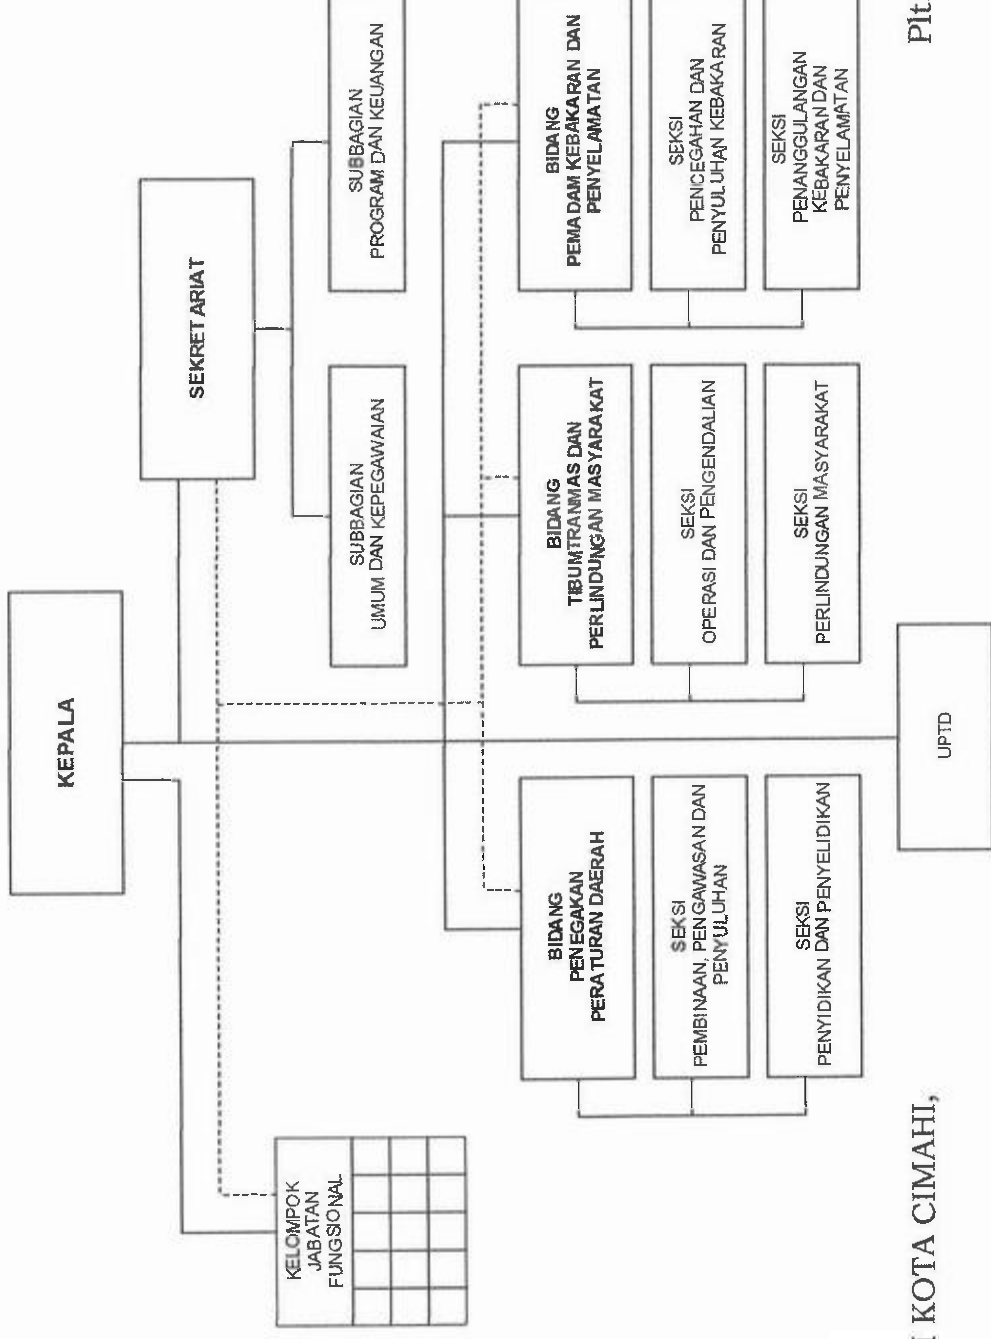 KEPALA
SEKRETARIAT
KELOMPOK
JABATAN
FUNGSIONAL
SUBBAGIAN
UMUM DAN KEPEGAWAIAN
SUBBAGIAN
PROGRAM DAN KEUANGAN
BIDANG
PENEGAKAN
PERATURAN DAERAH
SEKSI
PEMBINAAN, PENGAWASAN DAN
PENYULUHAN
SEKSI
PENYIDIKAN DAN PENYELIDIKAN
BIDANG
TIBUMTRANMAS DAN
PERLINDUNGAN MASYARAKAT
SEKSI
OPERASI DAN PENGENDALIAN
SEKSI
PERLINDUNGAN MASYARAKAT
BIDANG
PEMADAM KEBAKARAN DAN
PENYELAMATAN
SEKSI
PENCEGAHAN DAN
PENYULUHAN KEBAKARAN
SEKSI
PENANGGULANGAN
KEBAKARAN DAN
PENYELAMATAN
UPTD
KOTA CIMAHI,
Plt.